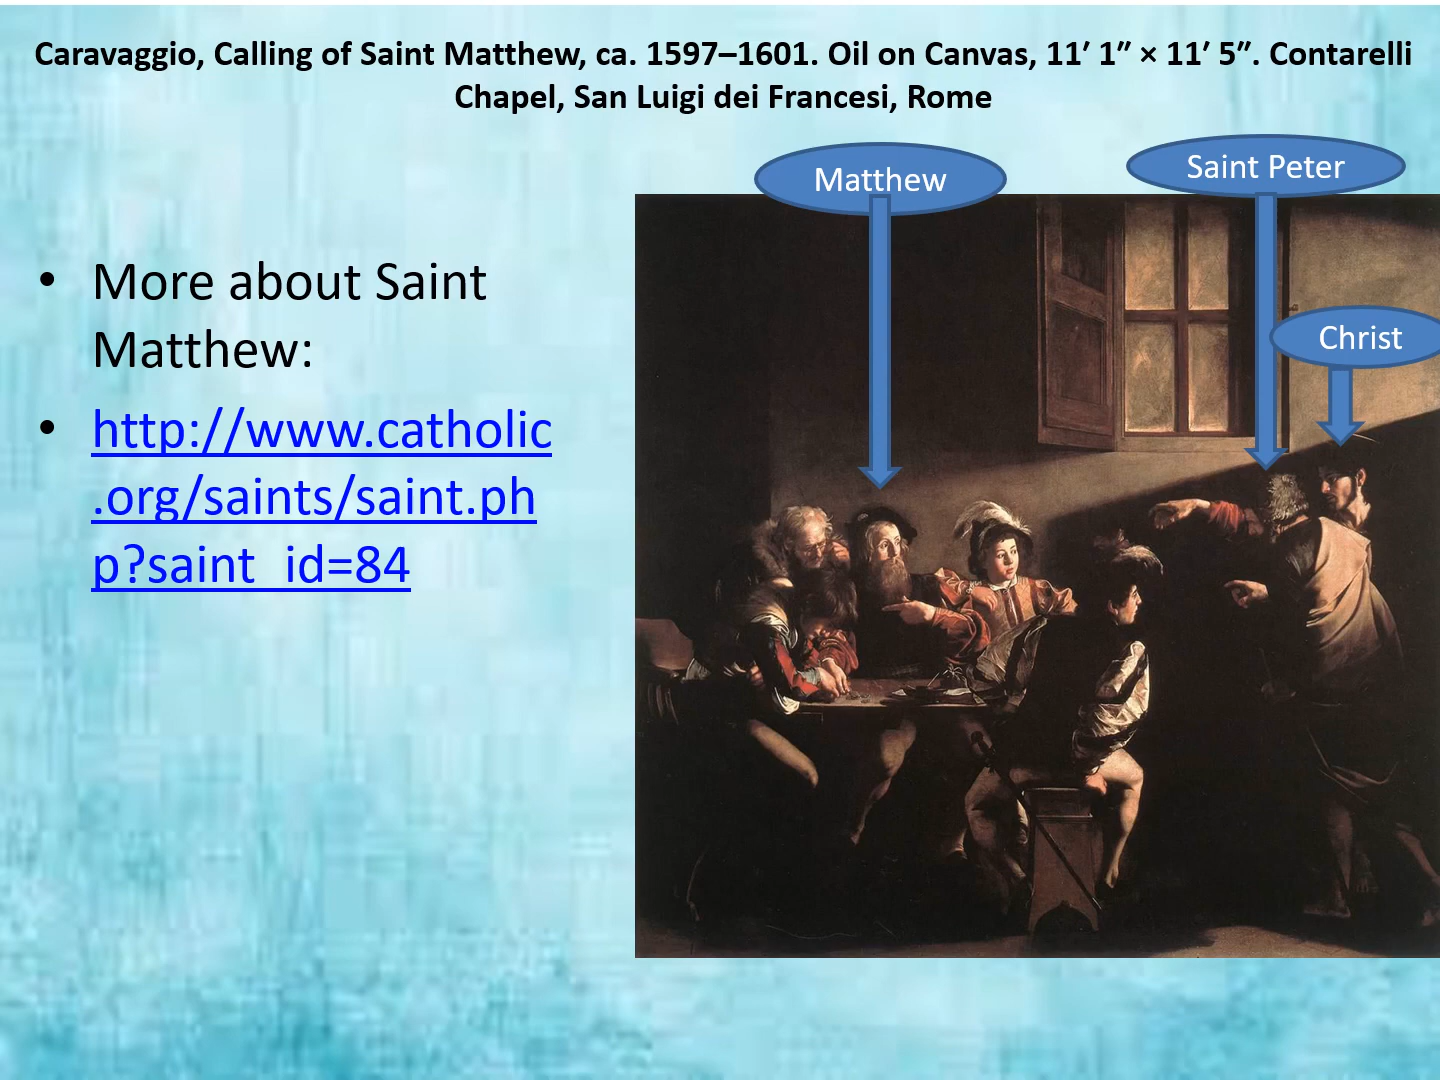 Caravaggio, Calling of Saint Matthew, ca. 1597–1601. Oil on Canvas, 11′ 1″ × 11′ 5″. Contarelli
Chapel, San Luigi dei Francesi, Rome
Matthew
Saint Peter
Christ
• More about Saint
Matthew:
• http://www.catholic
.org/saints/saint.ph
p?saint_id=84